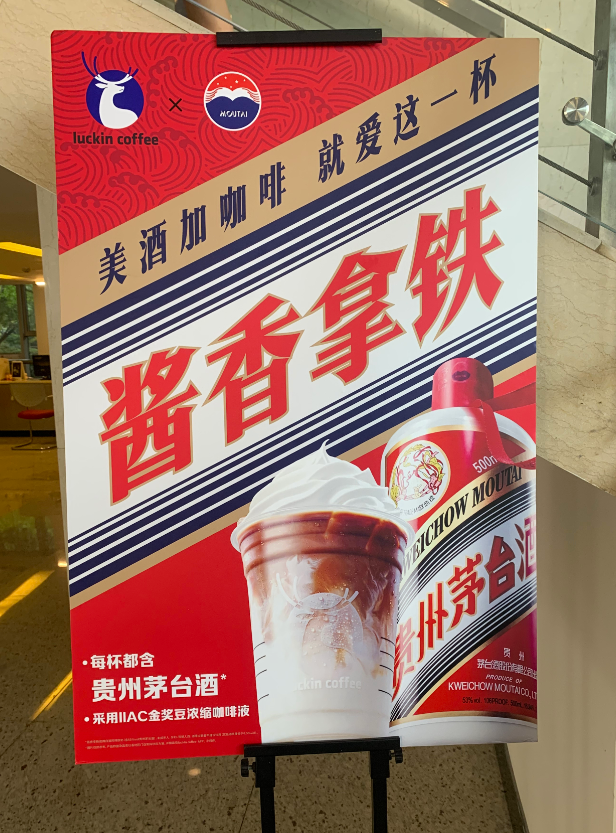 luckin coffee
×
MOUTAI
美酒加咖啡 就爱这一杯
酱香拿铁
500m
KWEICHOW MOUTAI
贵州茅台酒
贵州
PRODUCE OF
KWEICHOW MOUTAI CO., LT
luckin coffee
·每杯都含
贵州茅台酒*
·采用IIAC金奖豆浓缩咖啡液